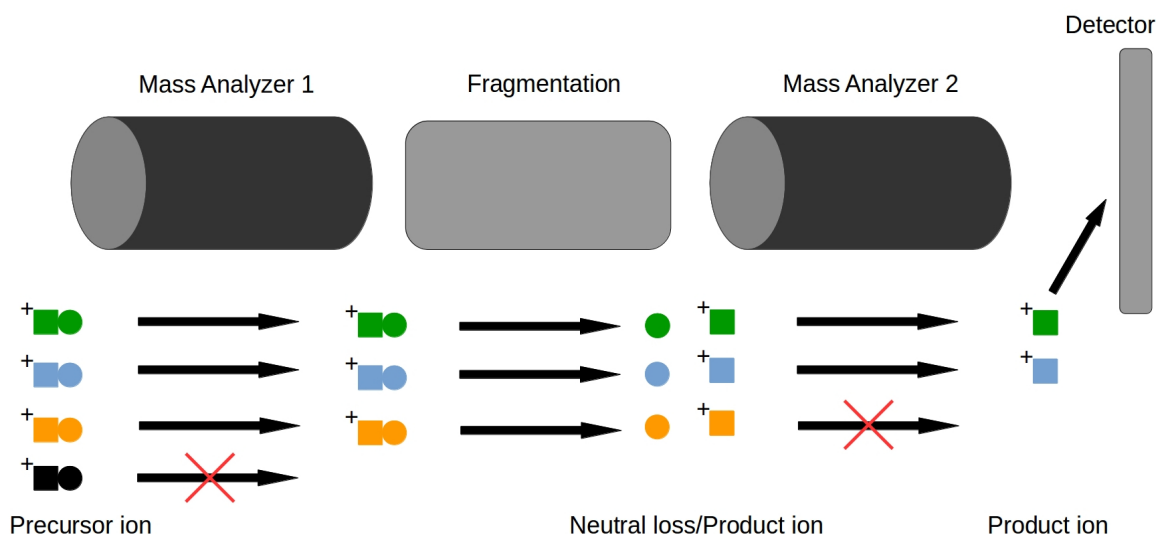 Detector
Mass Analyzer 1
Fragmentation
Mass Analyzer 2
+
+
+
+
+
+
+
+
+
+
+
+
Precursor ion
Neutral loss/Product ion
Product ion